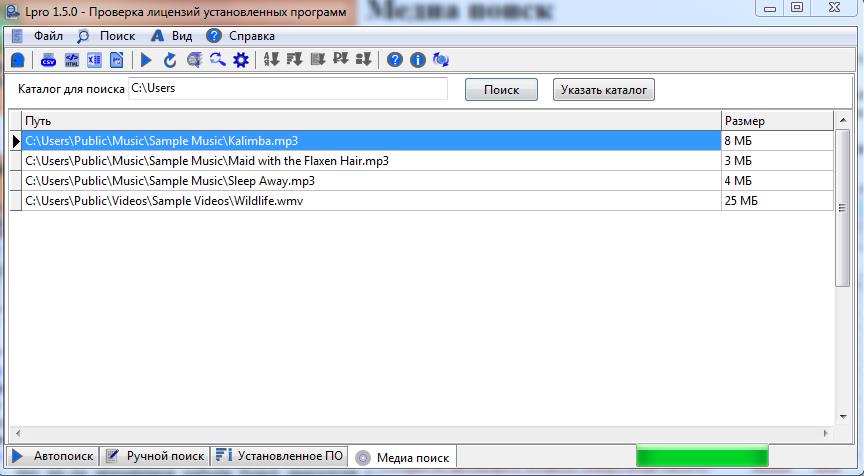 Lpro 1.5.0 - Проверка лицензий установленных программ
Медиа поиск
Файл Поиск Вид Справка
CSV HTML
Каталог для поиска C:\Users Поиск Указать каталог
Путь Размер
C:\Users\Public\Music\Sample Music\Kalimba.mp3 8 МБ
C:\Users\Public\Music\Sample Music\Maid with the Flaxen Hair.mp3 3 МБ
C:\Users\Public\Music\Sample Music\Sleep Away.mp3 4 МБ
C:\Users\Public\Videos\Sample Videos\Wildlife.wmv 25 МБ
Автопоиск Ручной поиск Установленное ПО Медиа поиск